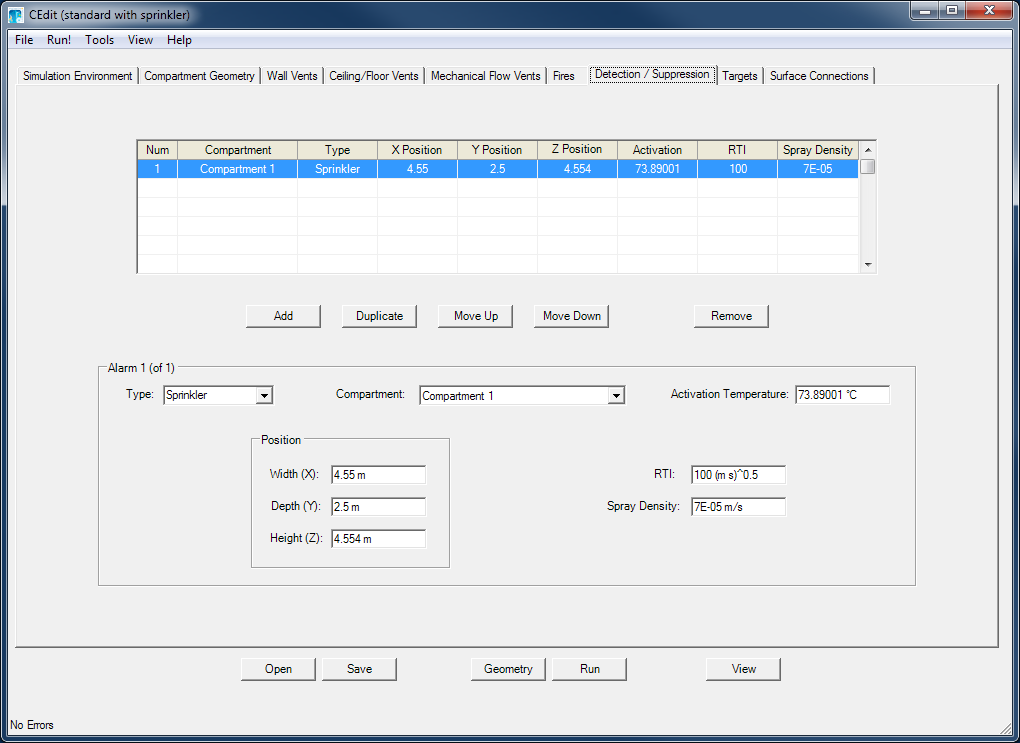 CEdit (standard with sprinkler)
File Run! Tools View Help
Simulation Environment Compartment Geometry Wall Vents Ceiling/Floor Vents Mechanical Flow Vents Fires Detection / Suppression Targets Surface Connections
Num Compartment Type X Position Y Position Z Position Activation RTI Spray Density
1 Compartment 1 Sprinkler 4.55 2.5 4.554 73.89001 100 7E-05
Add Duplicate Move Up Move Down Remove
Alarm 1 (of 1)
Type: Sprinkler Compartment: Compartment 1 Activation Temperature: 73.89001 °C
Position
Width (X): 4.55 m RTI: 100 (m s)^0.5
Depth (Y): 2.5 m Spray Density: 7E-05 m/s
Height (Z): 4.554 m
Open Save Geometry Run View
No Errors